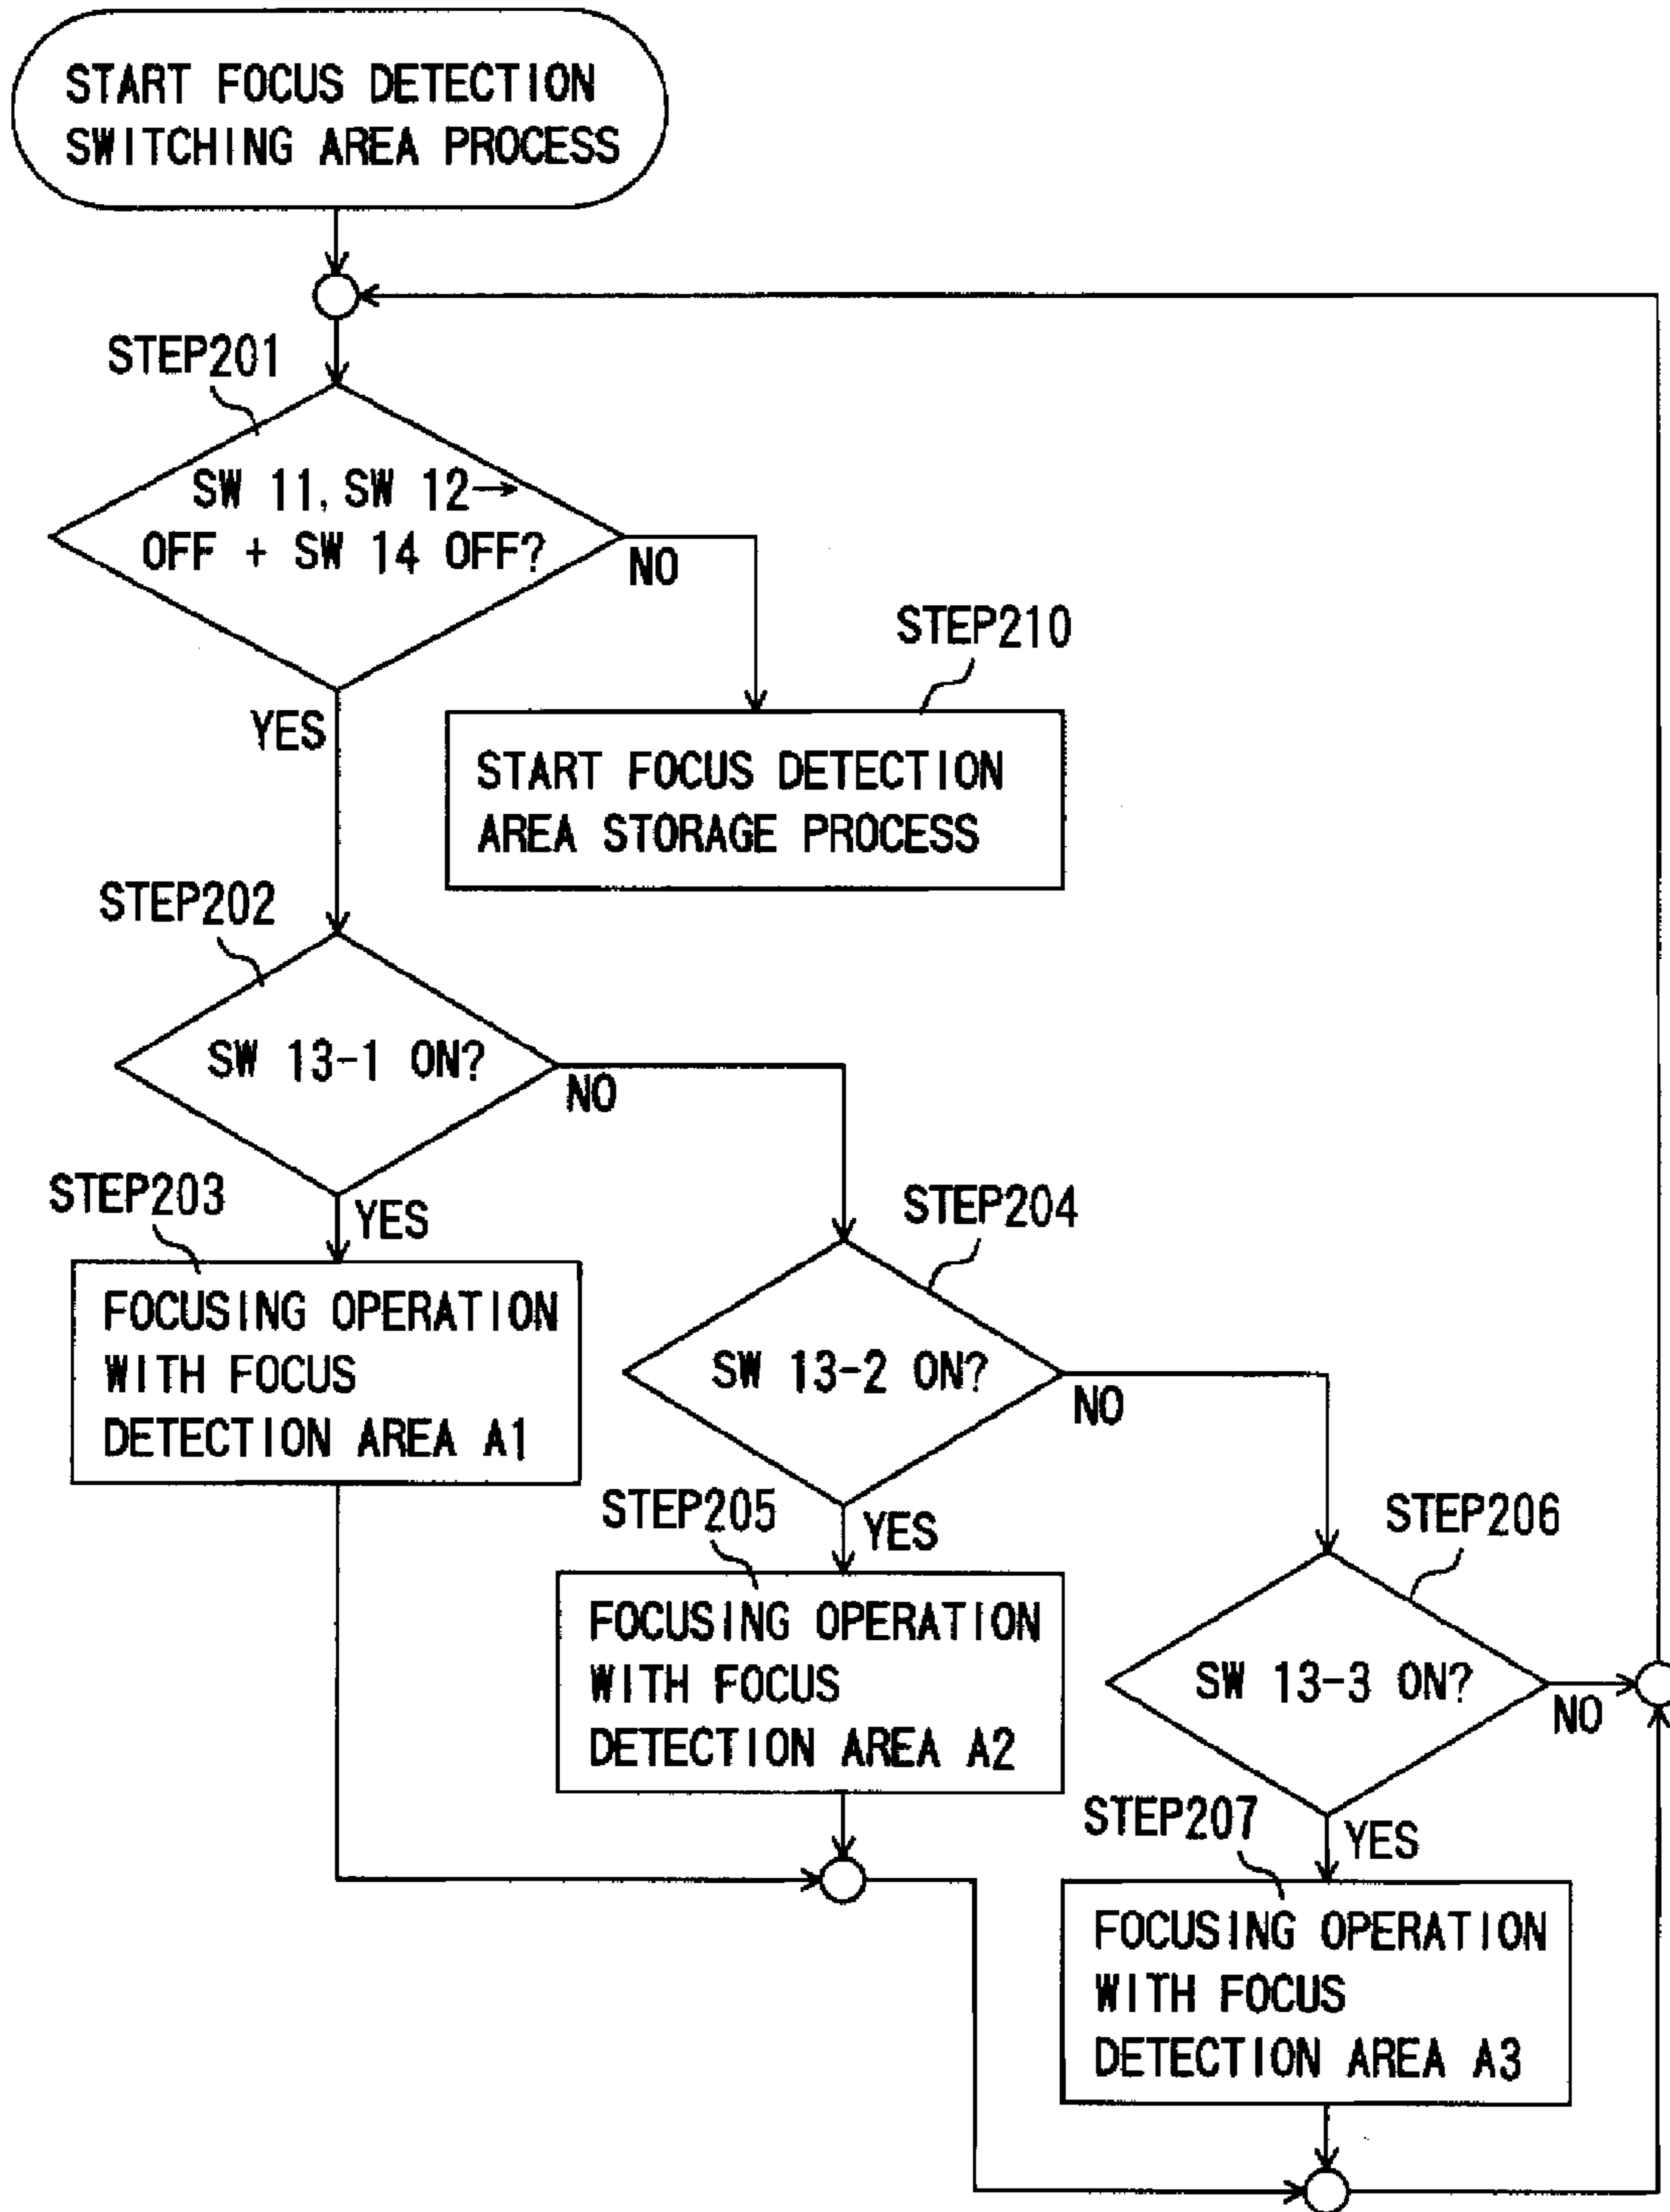 START FOCUS DETECTION
SWITCHING AREA PROCESS
STEP201
SW 11, SW 12→
OFF + SW 14 OFF?
NO
YES
STEP210
START FOCUS DETECTION
AREA STORAGE PROCESS
STEP202
SW 13-1 ON?
NO
YES
STEP203
FOCUSING OPERATION
WITH FOCUS
DETECTION AREA A1
STEP204
SW 13-2 ON?
NO
YES
STEP205
FOCUSING OPERATION
WITH FOCUS
DETECTION AREA A2
STEP206
SW 13-3 ON?
NO
YES
STEP207
FOCUSING OPERATION
WITH FOCUS
DETECTION AREA A3